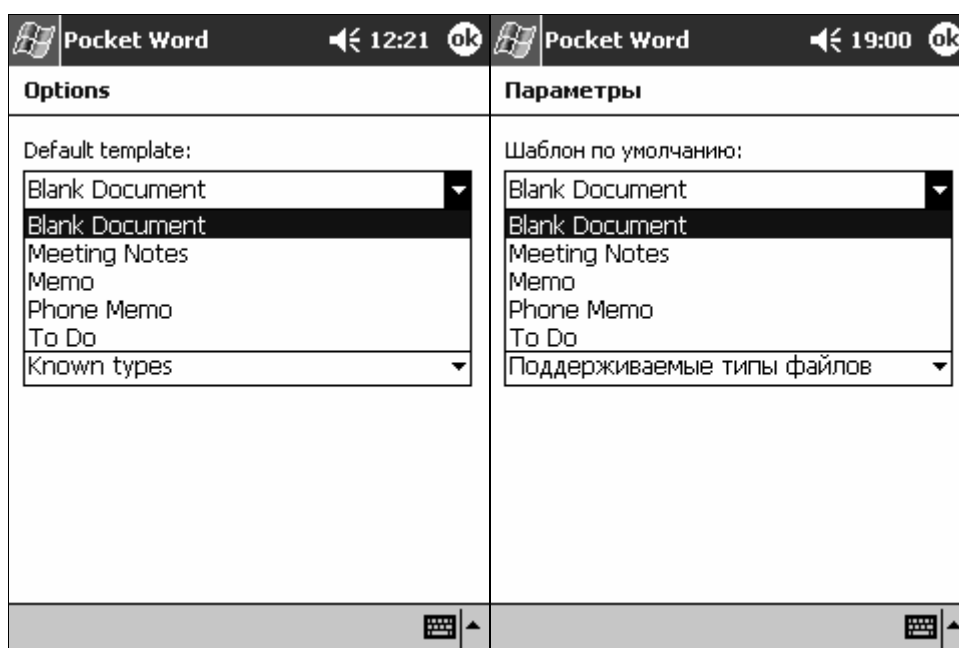 Pocket Word 12:21 ok
Options
Default template:
Blank Document
Blank Document
Meeting Notes
Memo
Phone Memo
To Do
Known types
Pocket Word 19:00 ok
Параметры
Шаблон по умолчанию:
Blank Document
Blank Document
Meeting Notes
Memo
Phone Memo
To Do
Поддерживаемые типы файлов